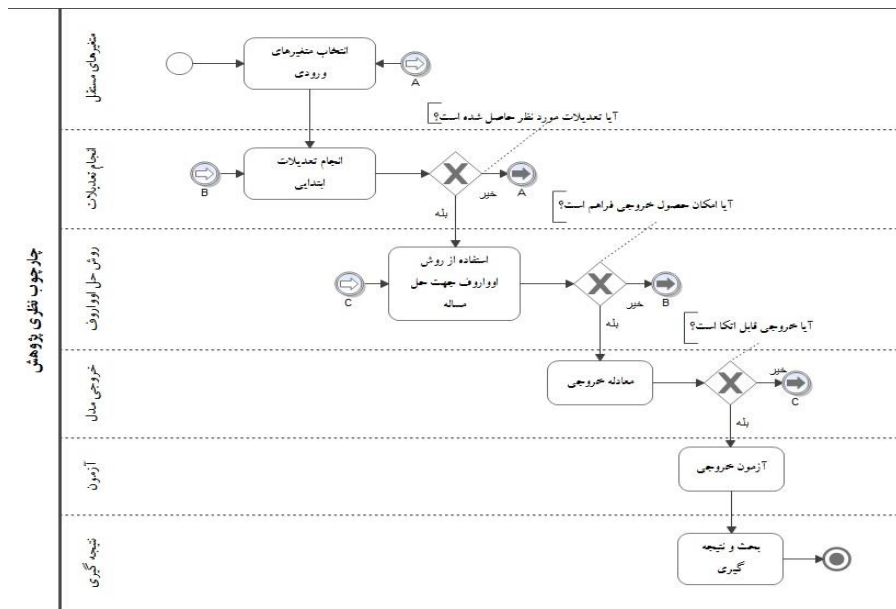 چارچوب نظری پژوهش
متغیرهای مستقل
انتخاب متغیرهای
ورودی
A
آیا تعدیلات مورد نظر حاصل شده است؟
انجام تعدیلات
B
انجام تعدیلات
ابتدایی
خیر
A
بله
آیا امکان حصول خروجی فراهم است؟
روش حل اوواروف
C
استفاده از روش
اوواروف جهت حل
مساله
خیر
B
بله
آیا خروجی قابل اتکا است؟
خروجی مدل
معادله خروجی
خیر
C
بله
آزمون
آزمون خروجی
نتیجه گیری
بحث و نتیجه
گیری